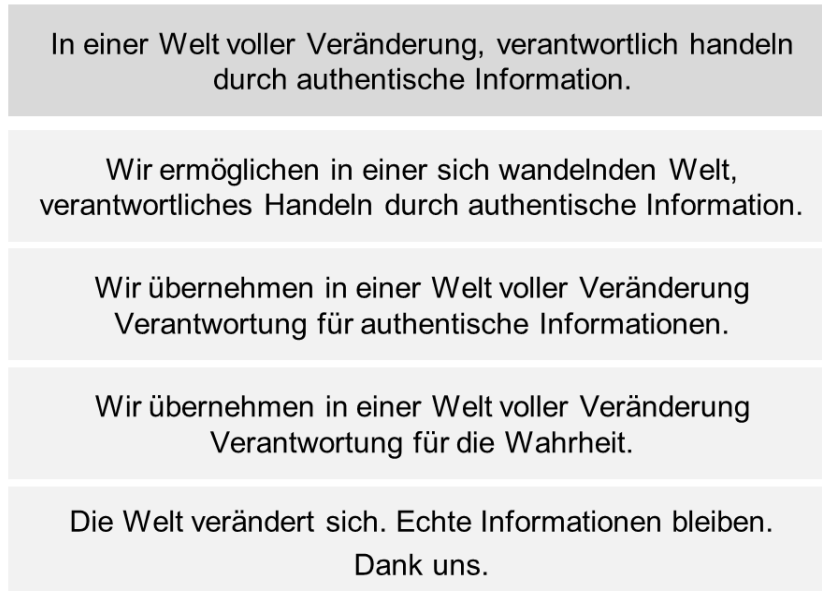 In einer Welt voller Veränderung, verantwortlich handeln
durch authentische Information.
Wir ermöglichen in einer sich wandelnden Welt,
verantwortliches Handeln durch authentische Information.
Wir übernehmen in einer Welt voller Veränderung
Verantwortung für authentische Informationen.
Wir übernehmen in einer Welt voller Veränderung
Verantwortung für die Wahrheit.
Die Welt verändert sich. Echte Informationen bleiben.
Dank uns.